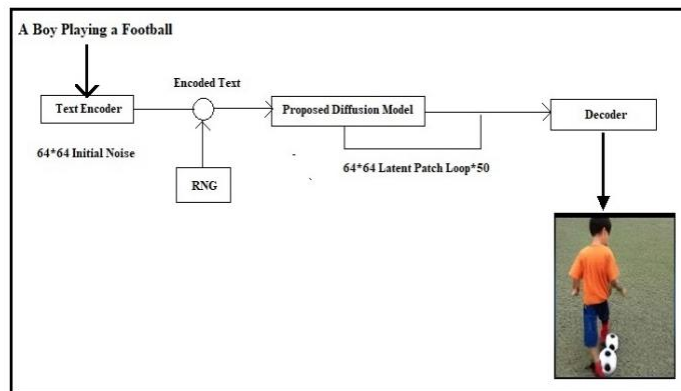 A Boy Playing a Football
Encoded Text
Text Encoder
Proposed Diffusion Model
Decoder
64*64 Initial Noise
64*64 Latent Patch Loop*50
RNG